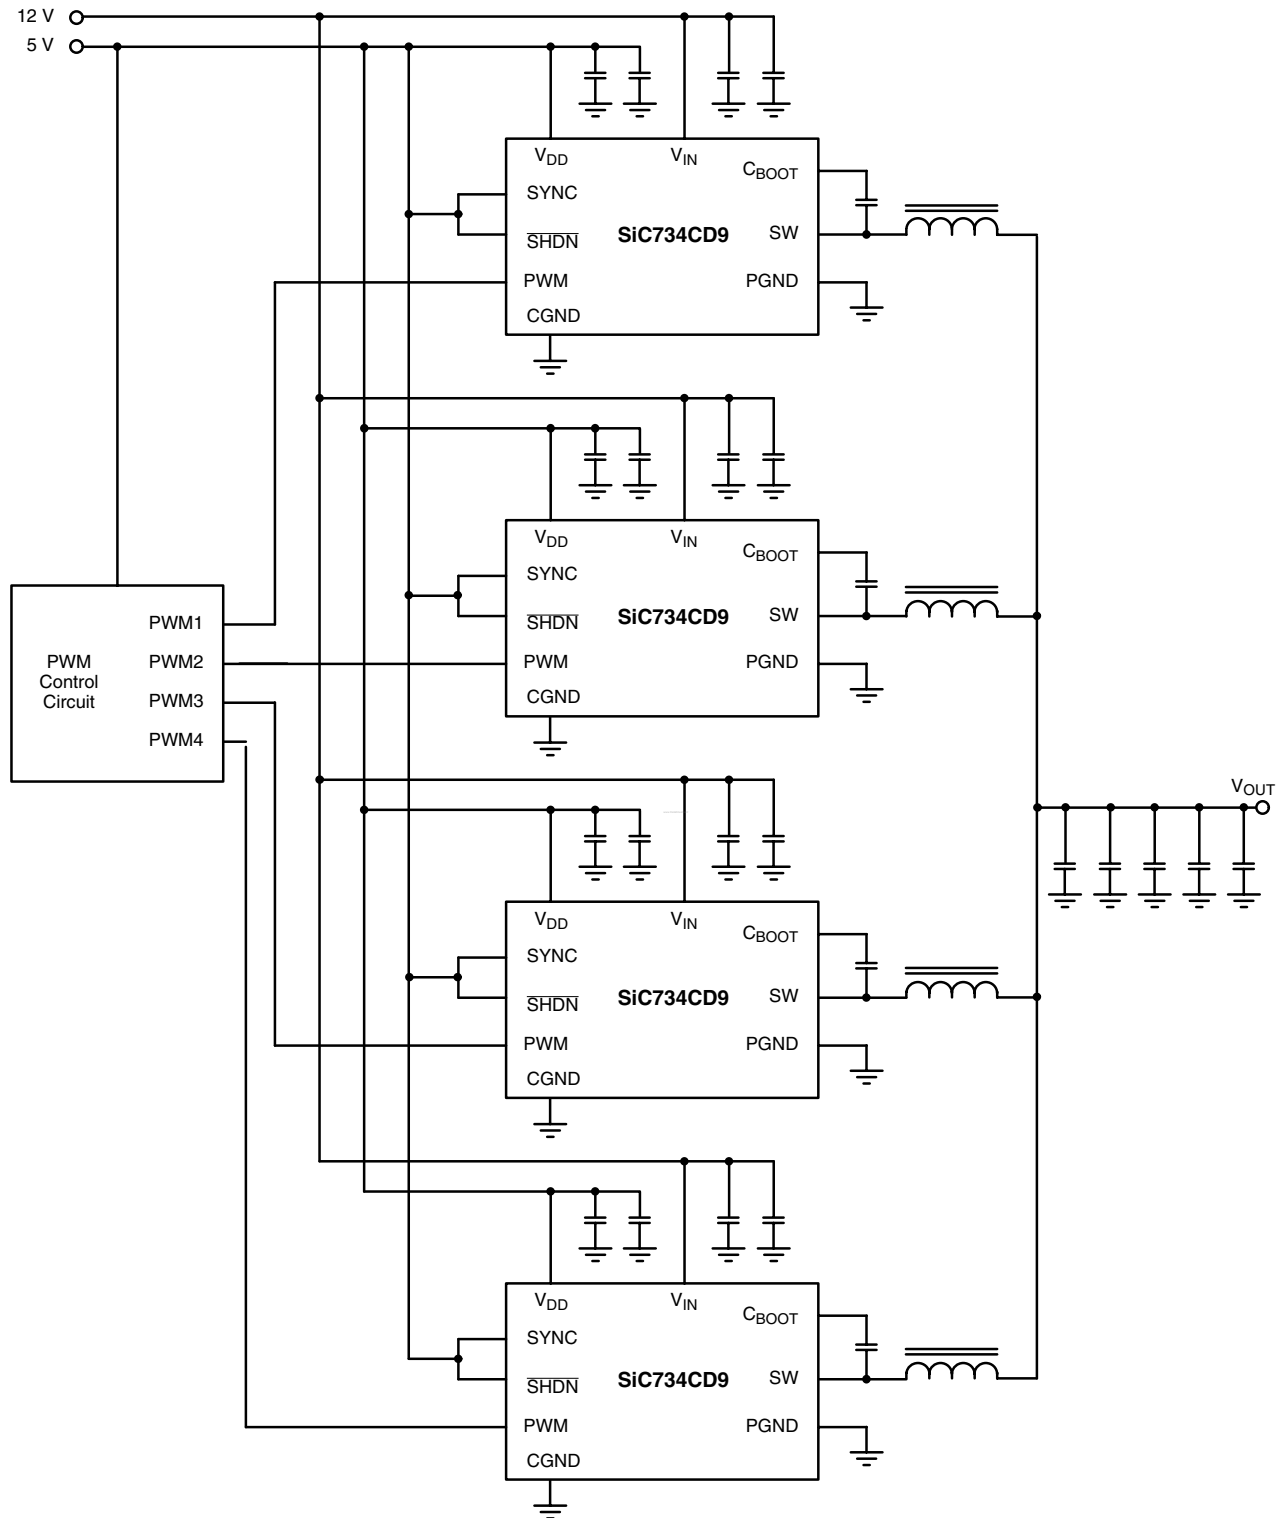 12 V
5 V
VDD
VIN
CBOOT
SYNC
SHDN
SiC734CD9
SW
PWM
PGND
CGND
VDD
VIN
CBOOT
SYNC
SHDN
SiC734CD9
SW
PWM
PGND
CGND
PWM Control Circuit
PWM1
PWM2
PWM3
PWM4
VOUT
VDD
VIN
CBOOT
SYNC
SHDN
SiC734CD9
SW
PWM
PGND
CGND
VDD
VIN
CBOOT
SYNC
SHDN
SiC734CD9
SW
PWM
PGND
CGND